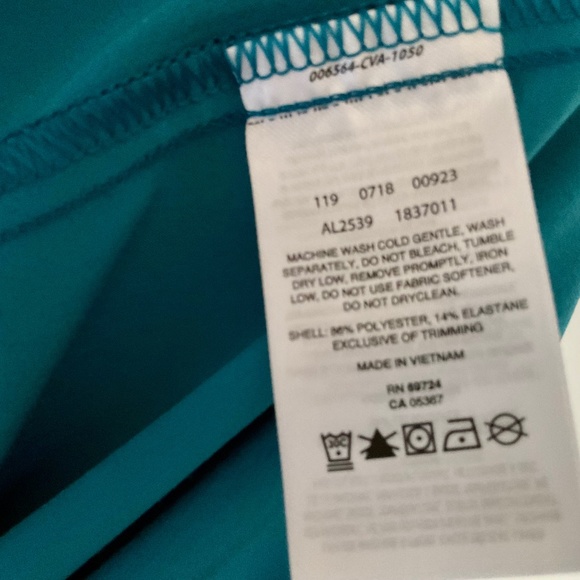 006564-CVA-1050
119 0718 00923
AL2539 1837011
MACHINE WASH COLD GENTLE, WASH
SEPARATELY, DO NOT BLEACH, TUMBLE
DRY LOW, REMOVE PROMPTLY, IRON
LOW, DO NOT USE FABRIC SOFTENER,
DO NOT DRYCLEAN.
SHELL: 86% POLYESTER, 14% ELASTANE
EXCLUSIVE OF TRIMMING
MADE IN VIETNAM
RN 69724
CA 05367